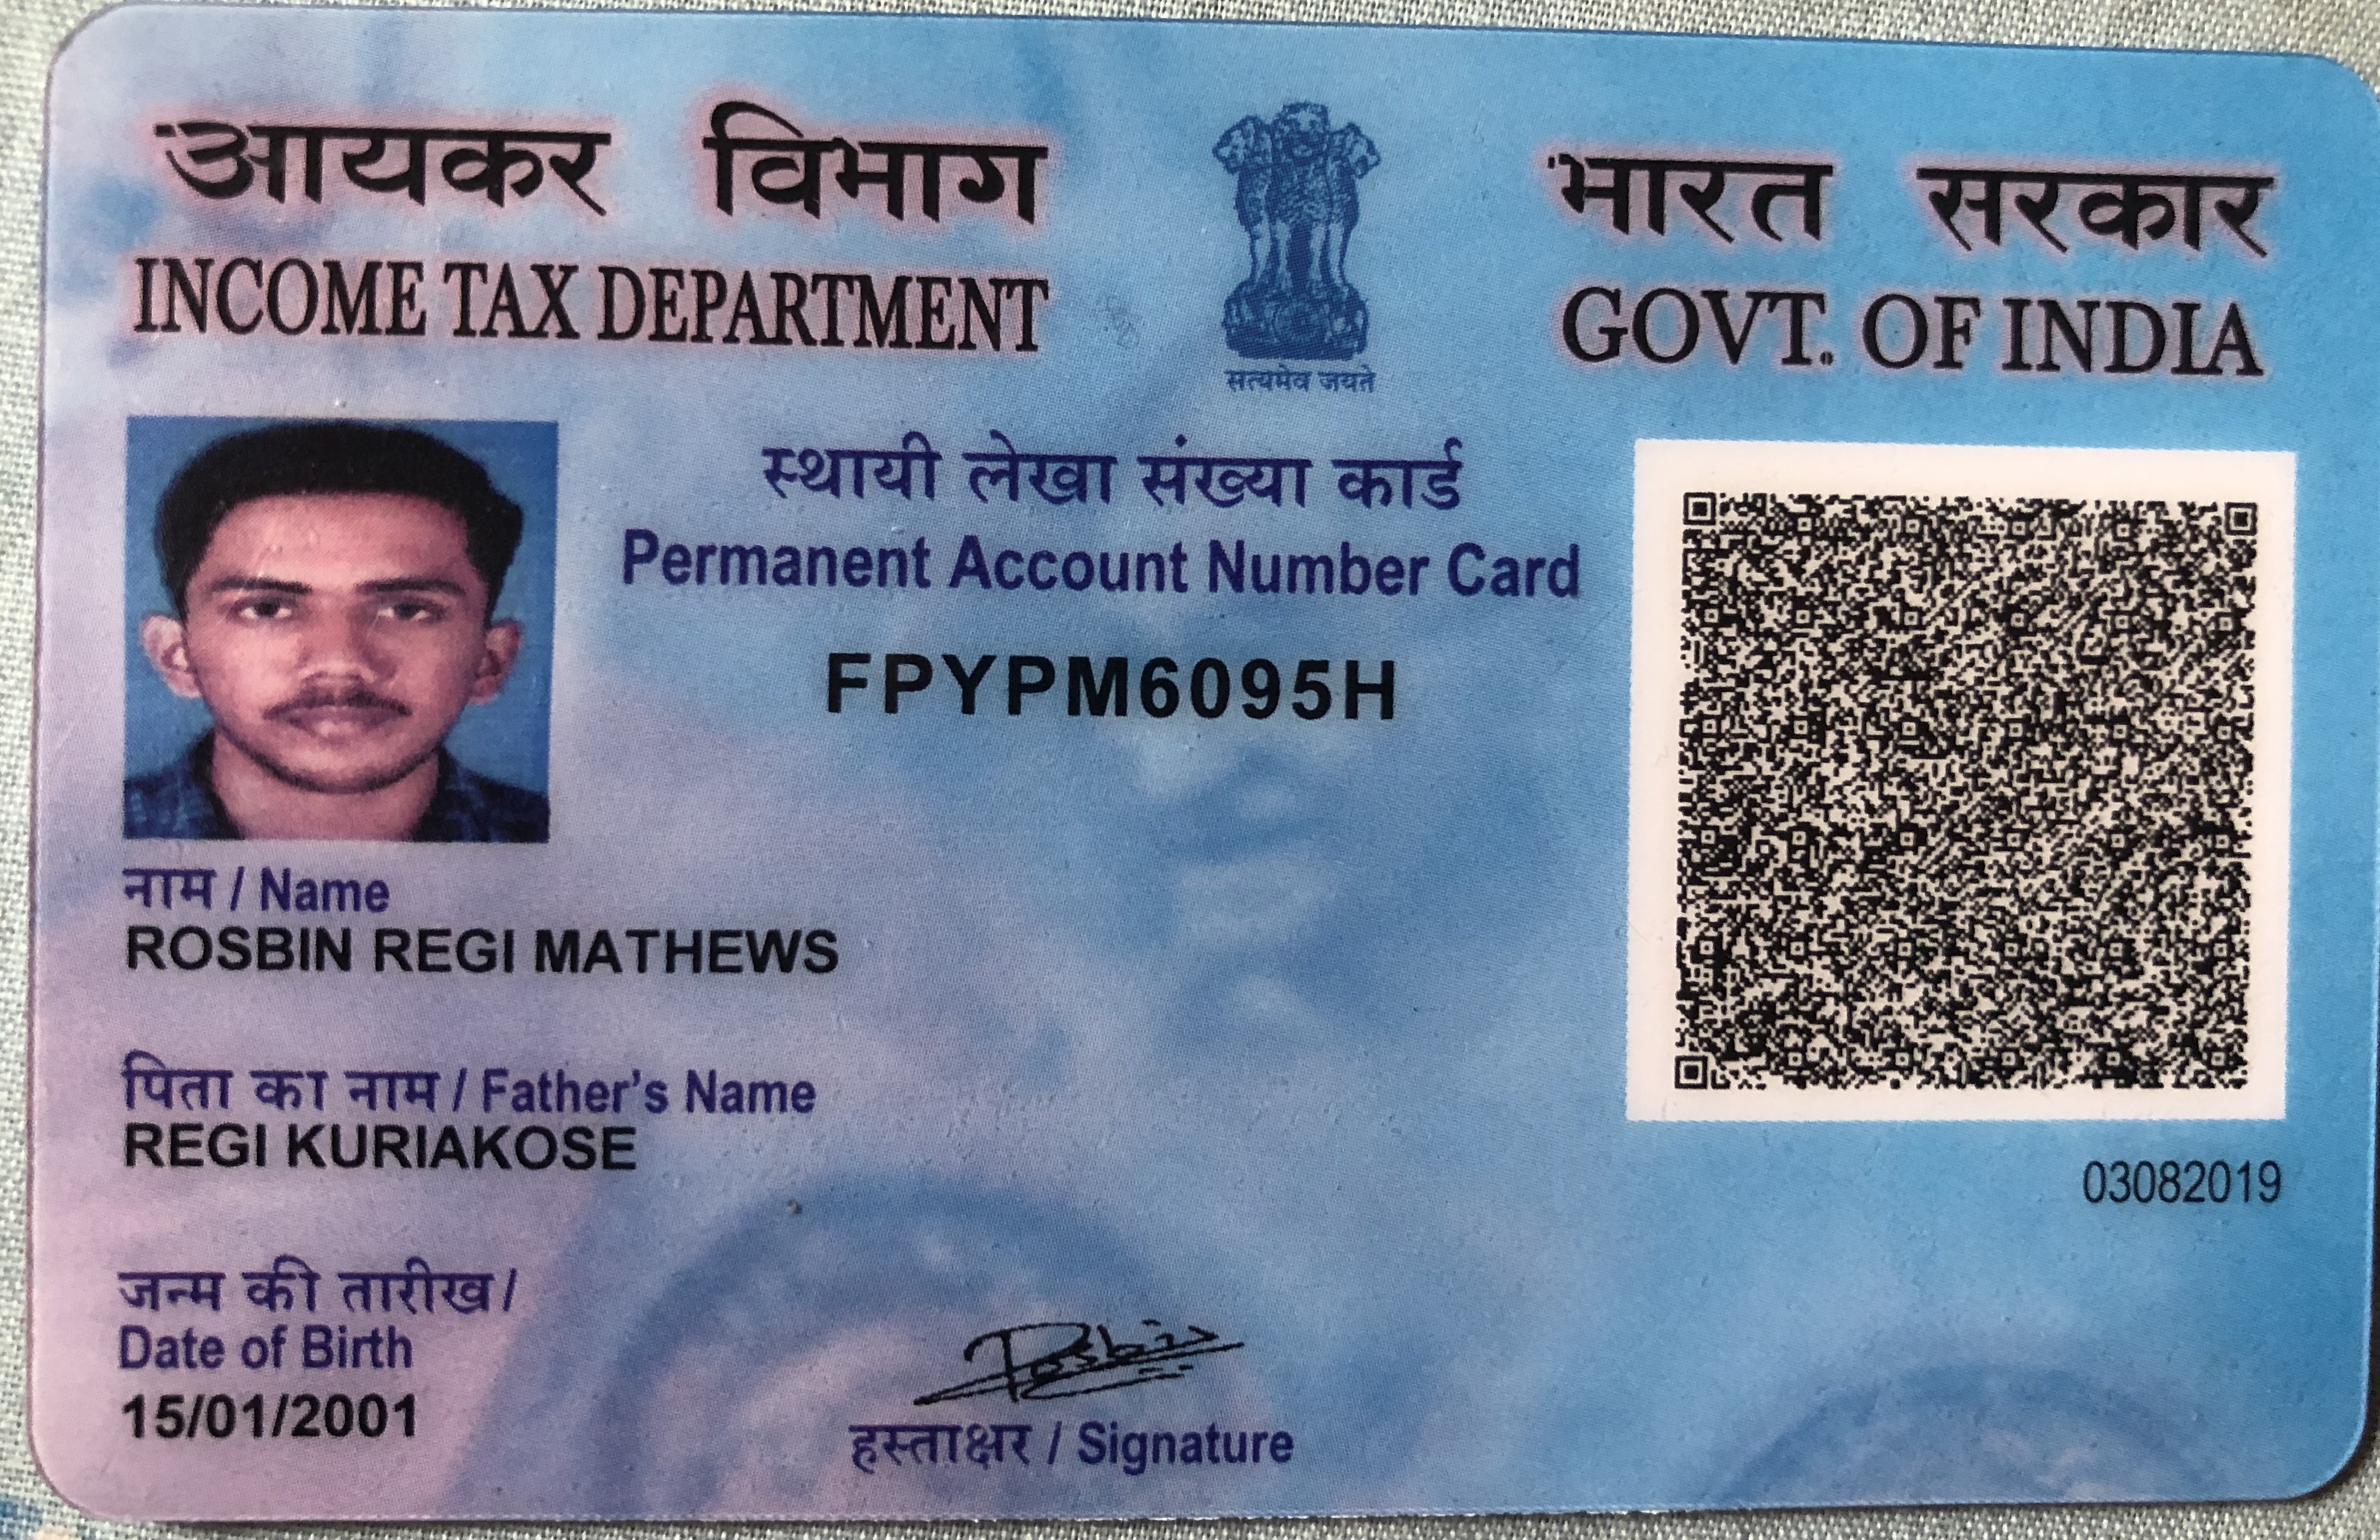 आयकर विभाग
INCOME TAX DEPARTMENT
सत्यमेव जयते
भारत सरकार
GOVT. OF INDIA
स्थायी लेखा संख्या कार्ड
Permanent Account Number Card
FPYPM6095H
नाम / Name
ROSBIN REGI MATHEWS
पिता का नाम / Father's Name
REGI KURIAKOSE
03082019
जन्म की तारीख /
Date of Birth
15/01/2001
Rosbin
हस्ताक्षर / Signature